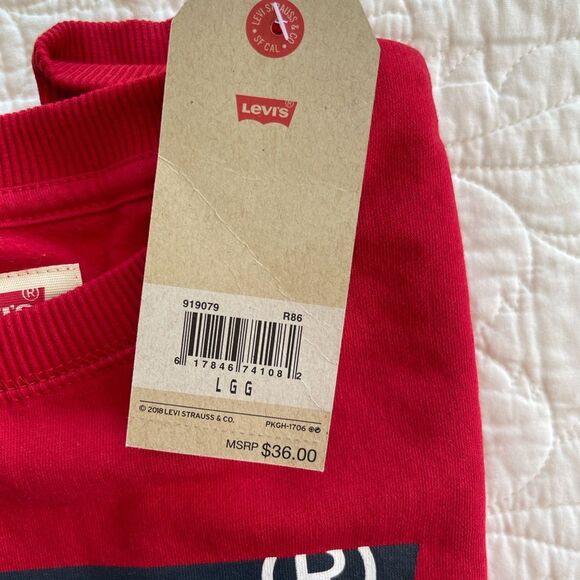 LEVI STRAUSS & CO.
SF CAL
Levi's®
919079 R86
6 17846 74108 2
L G G
© 2018 LEVI STRAUSS & CO.
PKGH-1706
MSRP $36.00
®
®